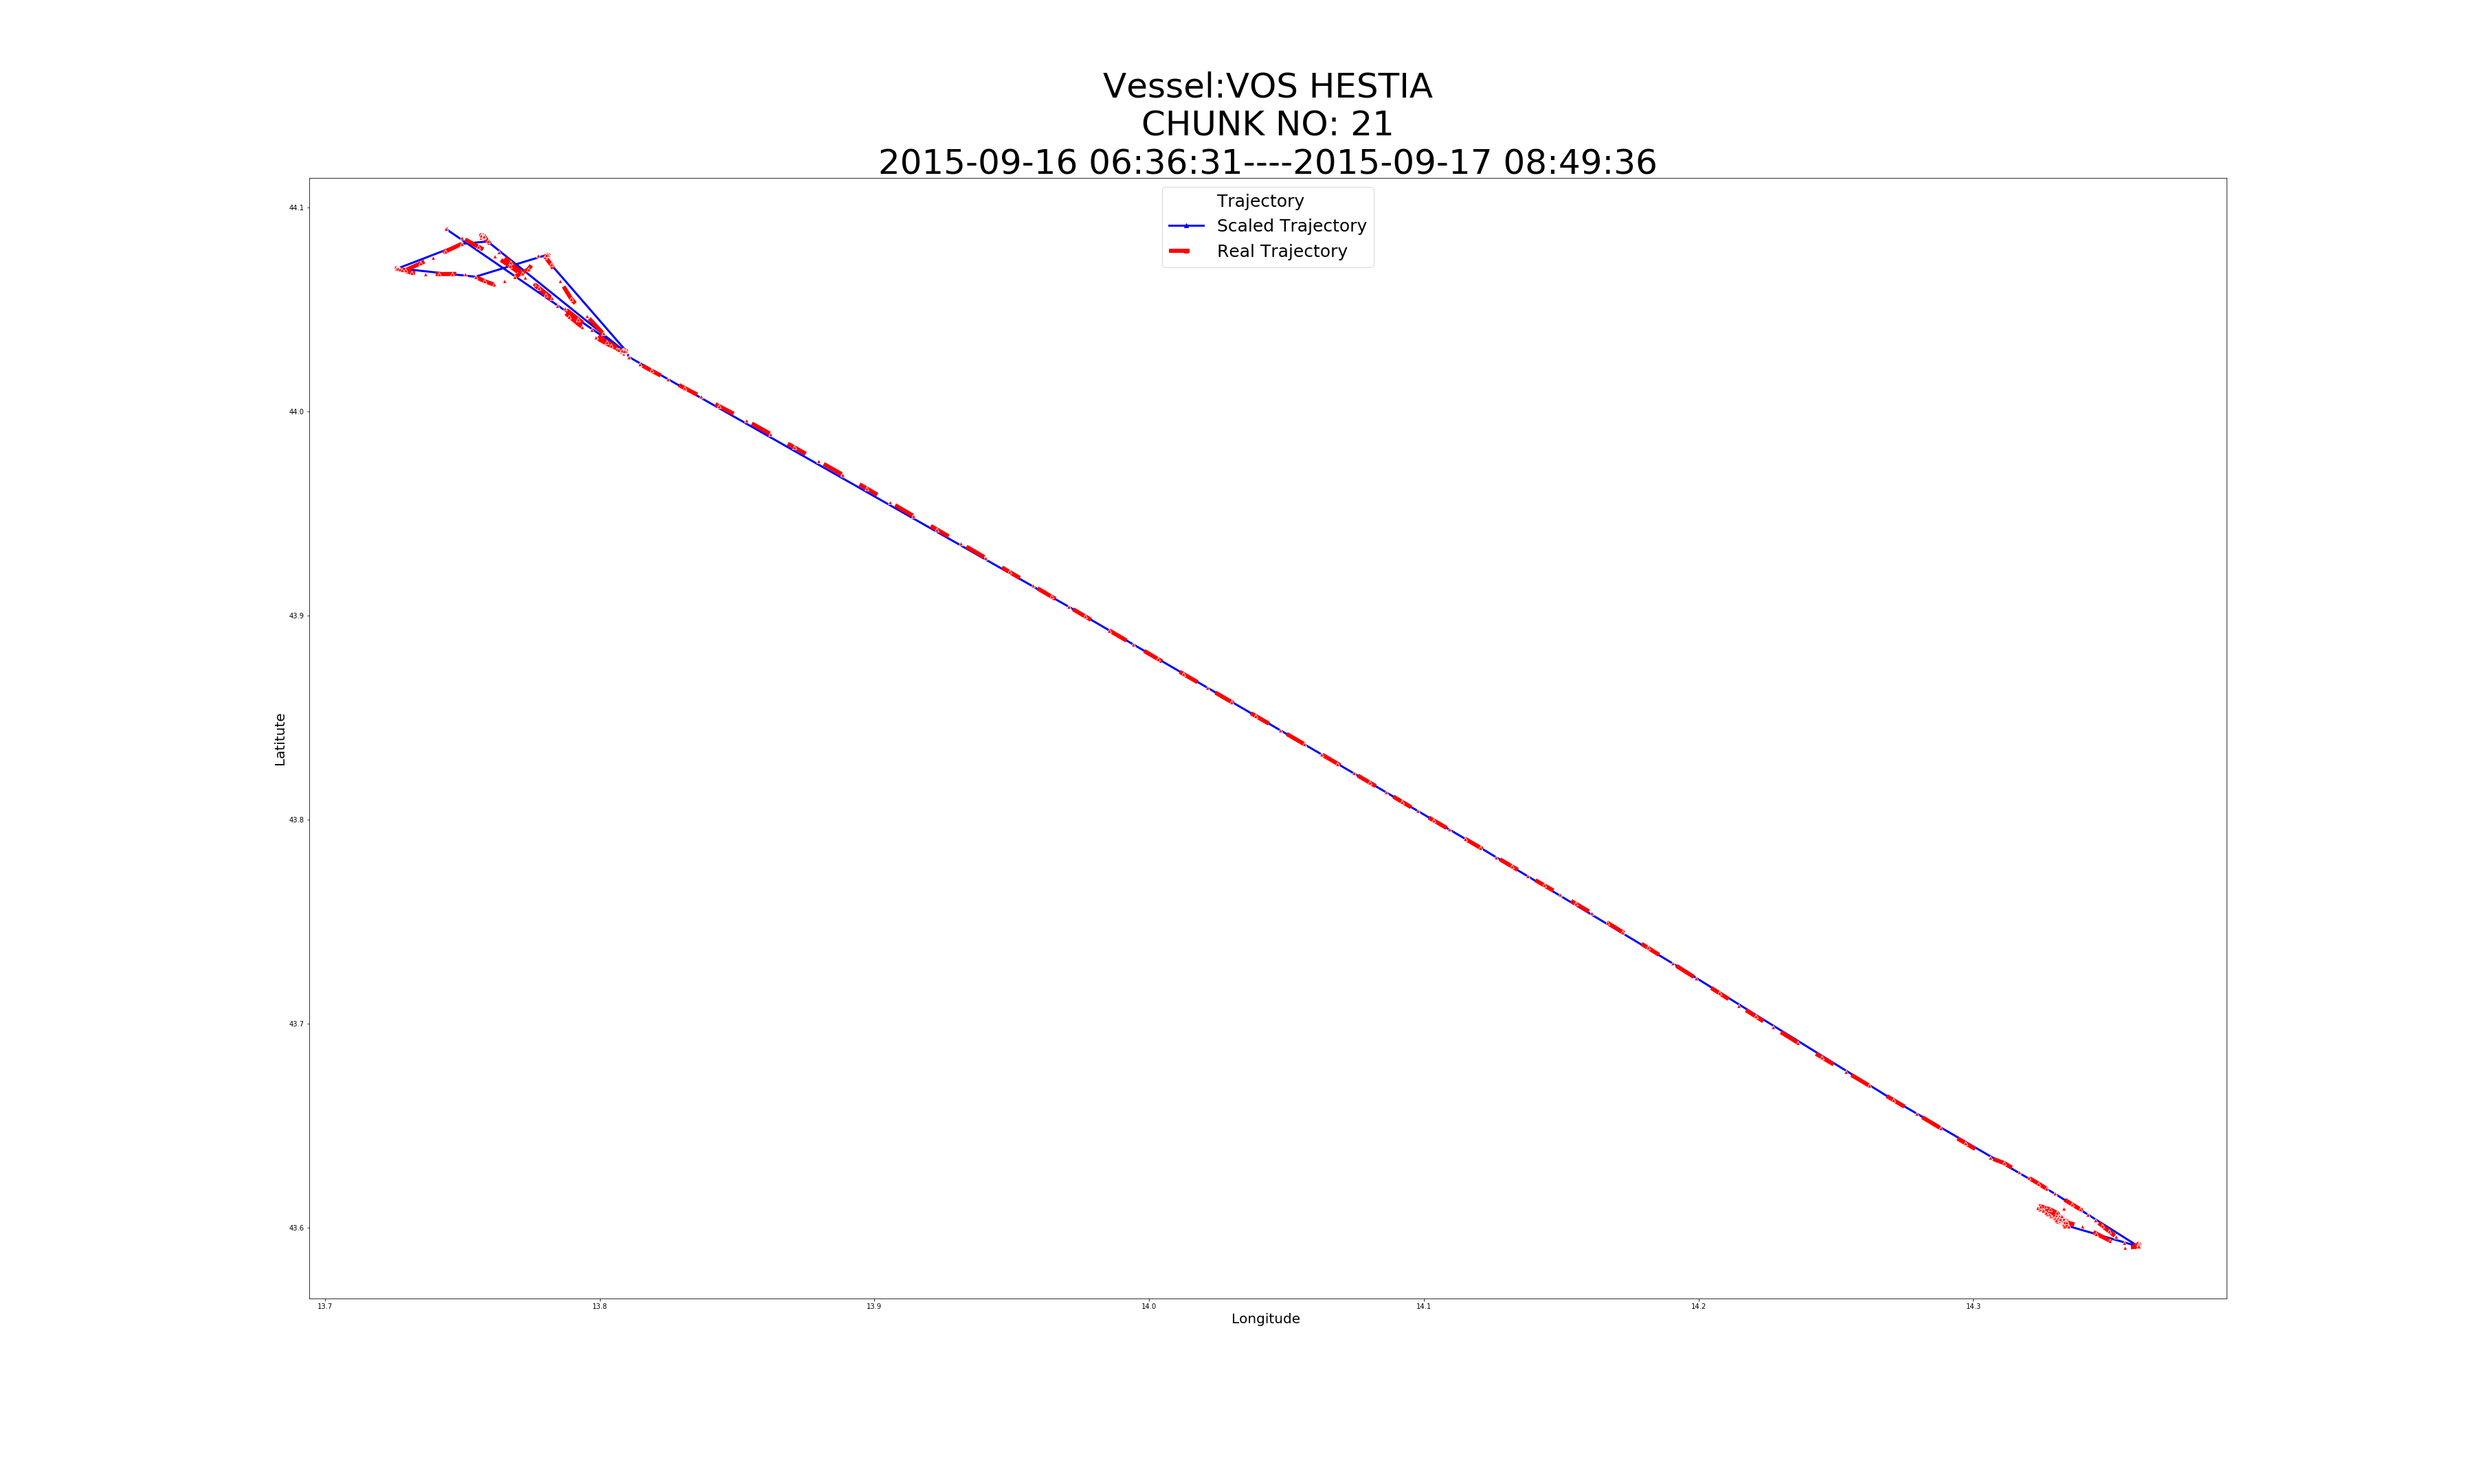 Vessel:VOS HESTIA
CHUNK NO: 21
2015-09-16 06:36:31----2015-09-17 08:49:36
Trajectory
Scaled Trajectory
Real Trajectory
44.1
44.0
43.9
43.8
43.7
43.6
Latitute
13.7 13.8 13.9 14.0 14.1 14.2 14.3
Longitude